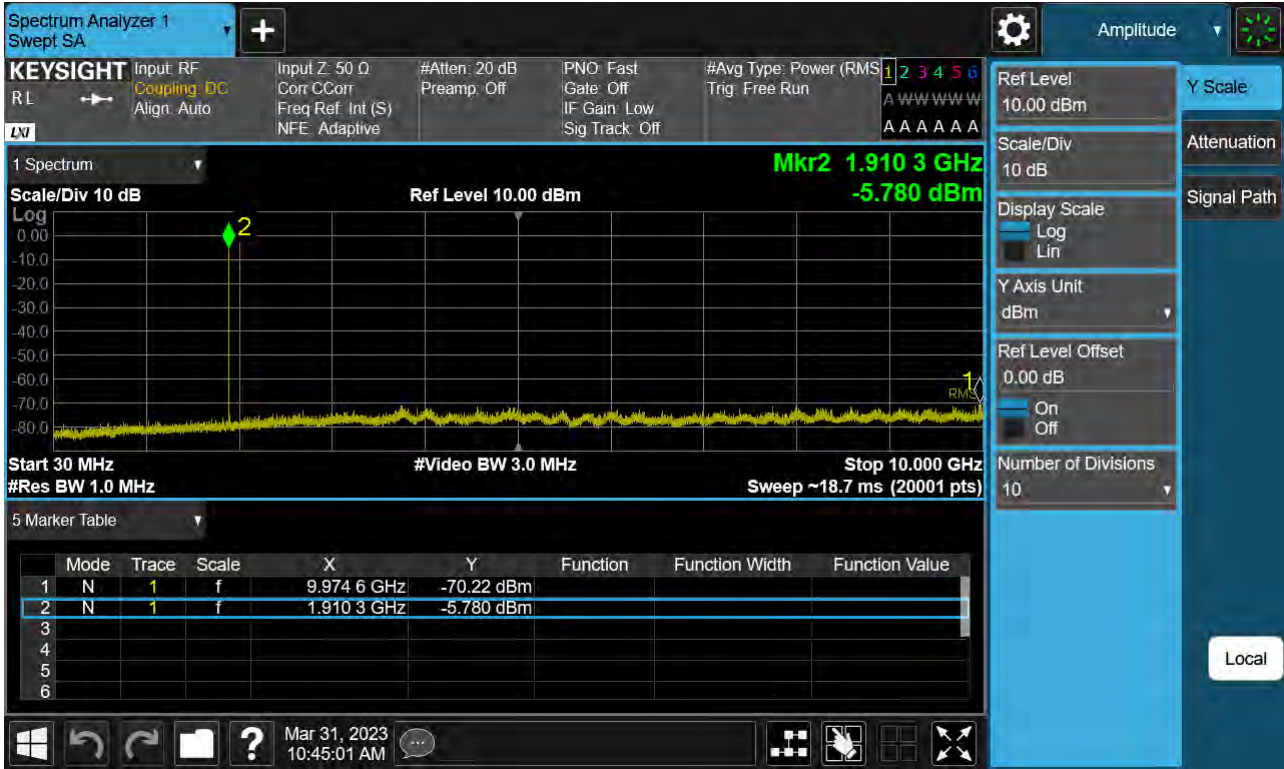 Spectrum Analyzer 1
Swept SA
Amplitude
KEYSIGHT
RL
LXI
Input: RF
Coupling: DC
Align: Auto
Input Z: 50 Ω
Corr CCorr
Freq Ref: Int (S)
NFE: Adaptive
#Atten: 20 dB
Preamp: Off
PNO: Fast
Gate: Off
IF Gain: Low
Sig Track: Off
#Avg Type: Power (RMS
Trig: Free Run
1 2 3 4 5 6
A W W W W W
A A A A A A
1 Spectrum
Mkr2 1.910 3 GHz
Scale/Div 10 dB
Ref Level 10.00 dBm
-5.780 dBm
Log
0.00
-10.0
-20.0
-30.0
-40.0
-50.0
-60.0
-70.0
-80.0
2
1
RMS
Start 30 MHz
#Video BW 3.0 MHz
Stop 10.000 GHz
#Res BW 1.0 MHz
Sweep ~18.7 ms (20001 pts)
5 Marker Table
Mode Trace Scale X Y Function Function Width Function Value
1 N 1 f 9.974 6 GHz -70.22 dBm
2 N 1 f 1.910 3 GHz -5.780 dBm
3
4
5
6
Ref Level
10.00 dBm
Scale/Div
10 dB
Display Scale
Log
Lin
Y Axis Unit
dBm
Ref Level Offset
0.00 dB
On
Off
Number of Divisions
10
Y Scale
Attenuation
Signal Path
Local
?
Mar 31, 2023
10:45:01 AM